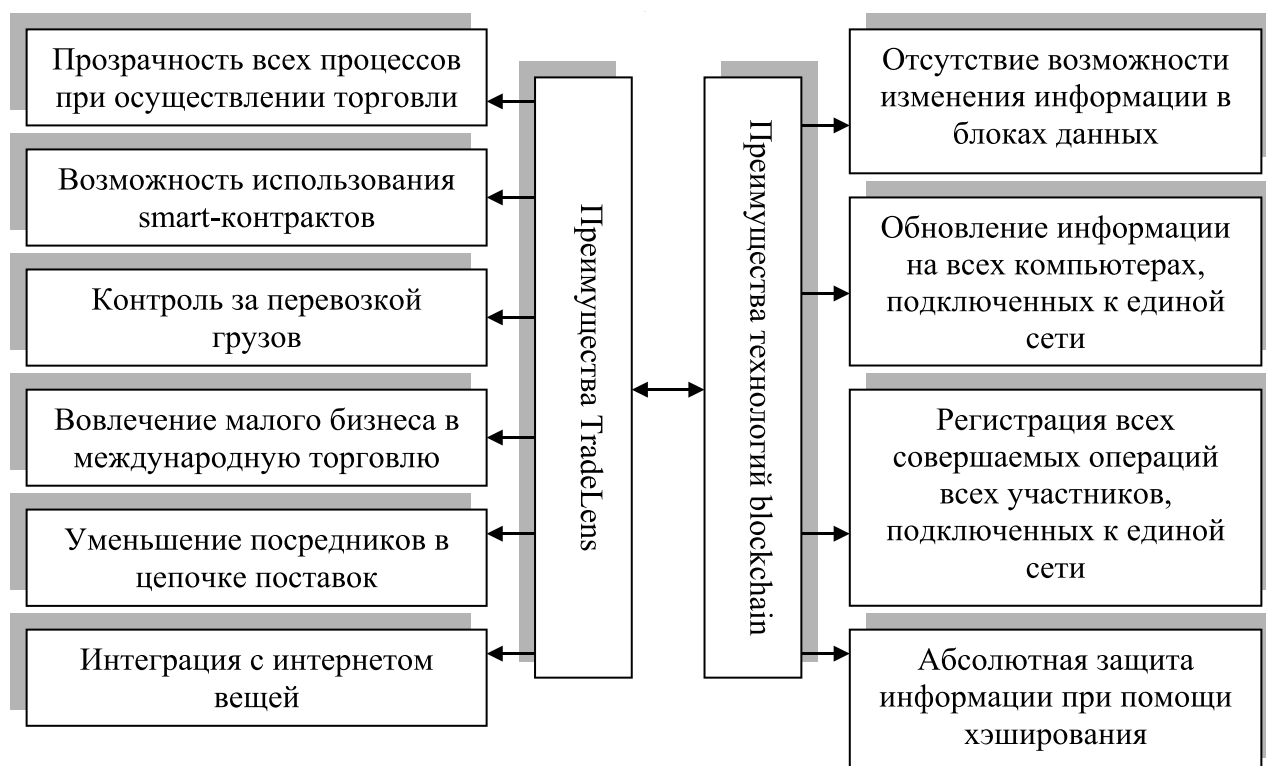 Прозрачность всех процессов
при осуществлении торговли
Возможность использования
smart-контрактов
Контроль за перевозкой
грузов
Вовлечение малого бизнеса в
международную торговлю
Уменьшение посредников в
цепочке поставок
Интеграция с интернетом
вещей
Преимущества TradeLens
Преимущества технологий blockchain
Отсутствие возможности
изменения информации в
блоках данных
Обновление информации
на всех компьютерах,
подключенных к единой
сети
Регистрация всех
совершаемых операций
всех участников,
подключенных к единой
сети
Абсолютная защита
информации при помощи
хэширования